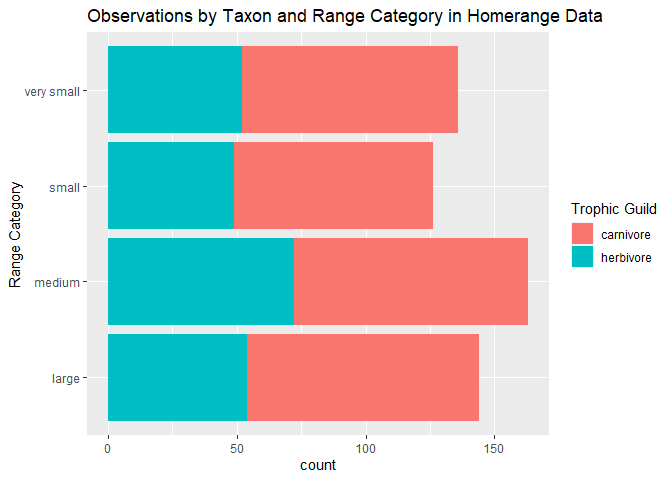 Observations by Taxon and Range Category in Homerange Data
very small
small
medium
large
Range Category
0
50
100
150
count
Trophic Guild
carnivore
herbivore